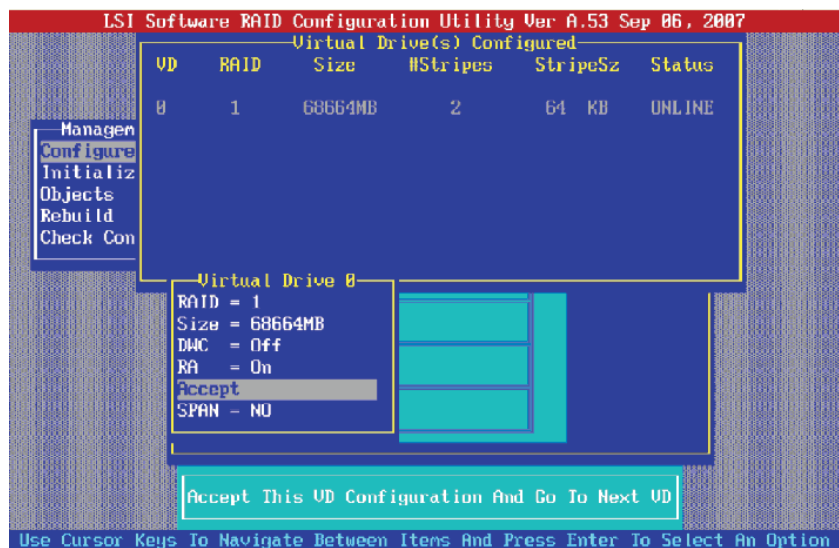 LSI Software RAID Configuration Utility Ver A.53 Sep 06, 2007
Virtual Drive(s) Configured
VD RAID Size #Stripes StripeSz Status
0 1 68664MB 2 64 KB ONLINE
Managem
Configure
Initializ
Objects
Rebuild
Check Con
Virtual Drive 0
RAID = 1
Size = 68664MB
DWC = Off
RA = On
Accept
SPAN - NO
Accept This VD Configuration And Go To Next VD
Use Cursor Keys To Navigate Between Items And Press Enter To Select An Option